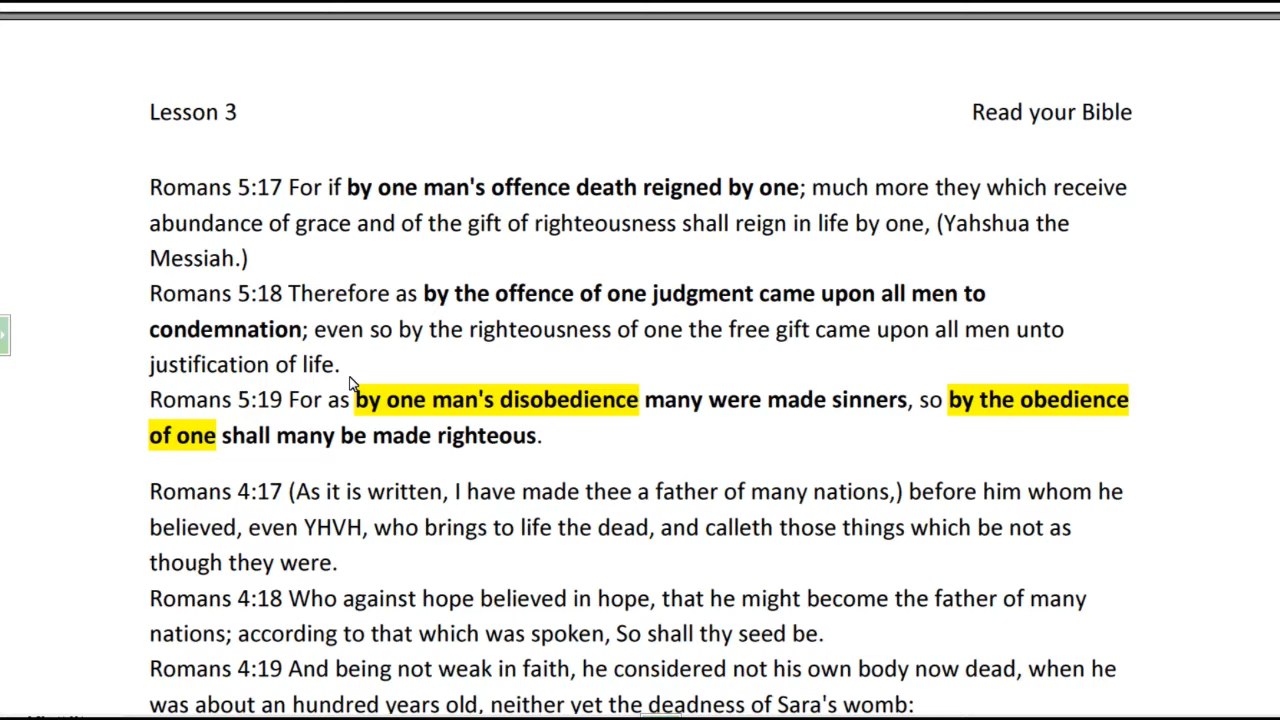 Lesson 3 Read your Bible
Romans 5:17 For if by one man's offence death reigned by one; much more they which receive
abundance of grace and of the gift of righteousness shall reign in life by one, (Yahshua the
Messiah.)
Romans 5:18 Therefore as by the offence of one judgment came upon all men to
condemnation; even so by the righteousness of one the free gift came upon all men unto
justification of life.
Romans 5:19 For as by one man's disobedience many were made sinners, so by the obedience
of one shall many be made righteous.
Romans 4:17 (As it is written, I have made thee a father of many nations,) before him whom he
believed, even YHVH, who brings to life the dead, and calleth those things which be not as
though they were.
Romans 4:18 Who against hope believed in hope, that he might become the father of many
nations; according to that which was spoken, So shall thy seed be.
Romans 4:19 And being not weak in faith, he considered not his own body now dead, when he
was about an hundred years old, neither yet the deadness of Sara's womb: